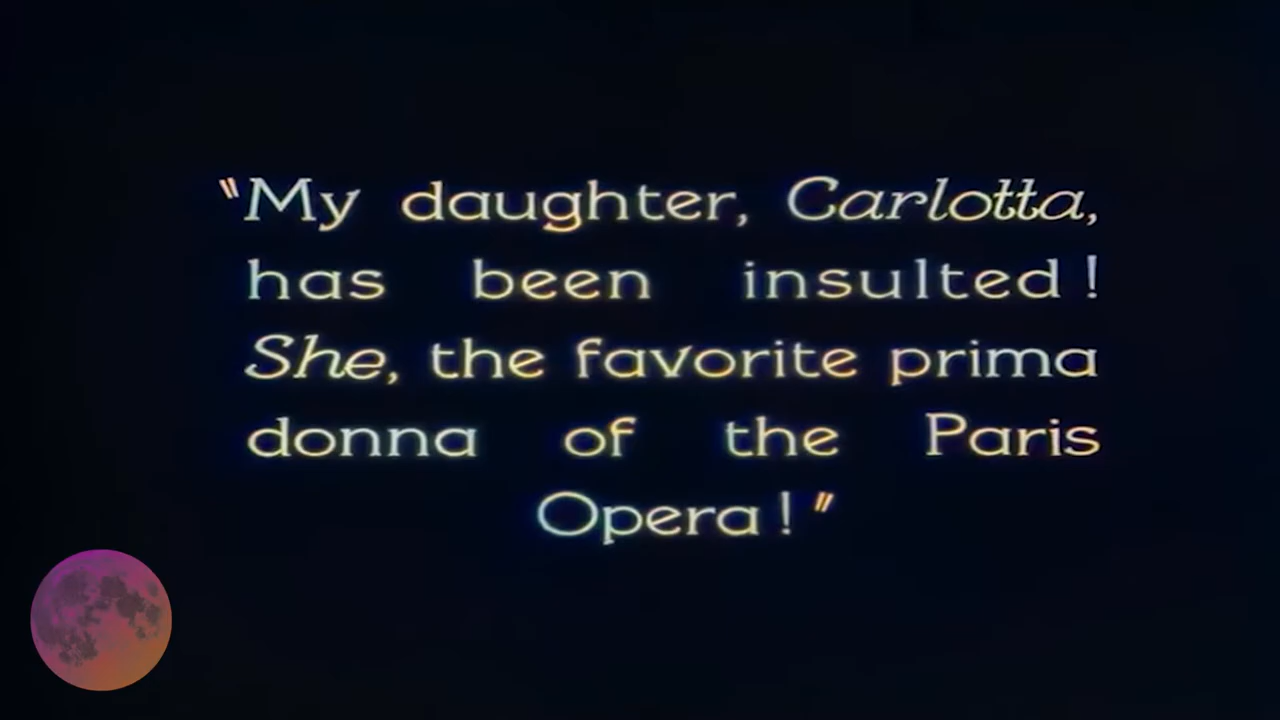 "My daughter, Carlotta,
has been insulted!
She, the favorite prima
donna of the Paris
Opera!"